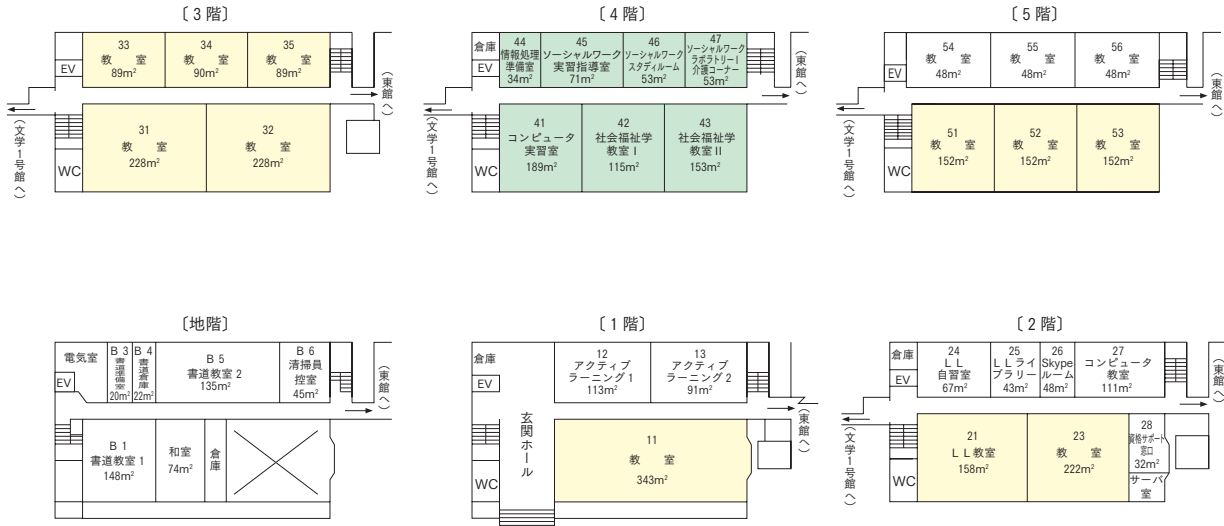 〔3階〕
33
教 室
89m²
34
教 室
90m²
35
教 室
89m²
EV
(東館へ)
31
教 室
228m²
32
教 室
228m²
WC
(文学1号館へ)
〔4階〕
倉庫
EV
44
情報処理
準備室
34m²
45
ソーシャルワーク
実習指導室
71m²
46
ソーシャルワーク
スタディルーム
53m²
47
ソーシャルワーク
ラボラトリーⅠ
介護コーナー
53m²
(東館へ)
41
コンピュータ
実習室
189m²
42
社会福祉学
教室Ⅰ
115m²
43
社会福祉学
教室Ⅱ
153m²
WC
(文学1号館へ)
〔5階〕
54
教 室
48m²
55
教 室
48m²
56
教 室
48m²
EV
(東館へ)
51
教 室
152m²
52
教 室
152m²
53
教 室
152m²
WC
(文学1号館へ)
〔地階〕
電気室
EV
B3
書道準備室
20m²
B4
書道倉庫
22m²
B5
書道教室2
135m²
B6
清掃員
控室
45m²
(東館へ)
B1
書道教室1
148m²
和室
74m²
倉庫
〔1階〕
倉庫
EV
12
アクティブ
ラーニング1
113m²
13
アクティブ
ラーニング2
91m²
(東館へ)
玄関ホール
11
教 室
343m²
WC
〔2階〕
倉庫
EV
24
LL
自習室
67m²
25
LLライ
ブラリー
43m²
26
Skype
ルーム
48m²
27
コンピュータ
教室
111m²
(東館へ)
21
LL教室
158m²
23
教 室
222m²
28
資格サポート
窓口
32m²
サーバ
室
WC
(文学1号館へ)